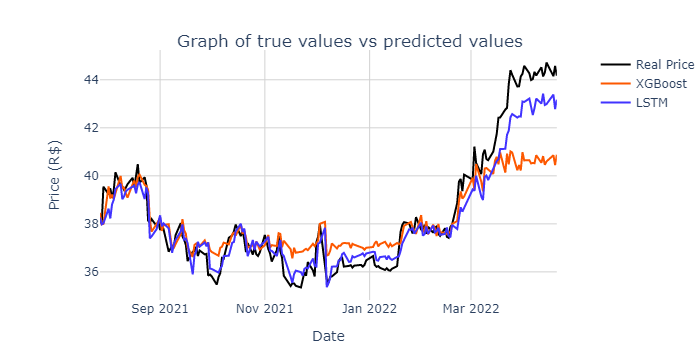 Graph of true values vs predicted values
Real Price
XGBoost
LSTM
Price (R$)
44
42
40
38
36
Sep 2021
Nov 2021
Jan 2022
Mar 2022
Date